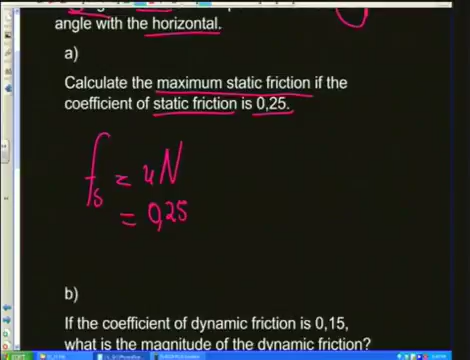 angle with the horizontal.
a)
Calculate the maximum static friction if the
coefficient of static friction is 0,25.
fs = uN
= 0,25
b)
If the coefficient of dynamic friction is 0,15,
what is the magnitude of the dynamic friction?